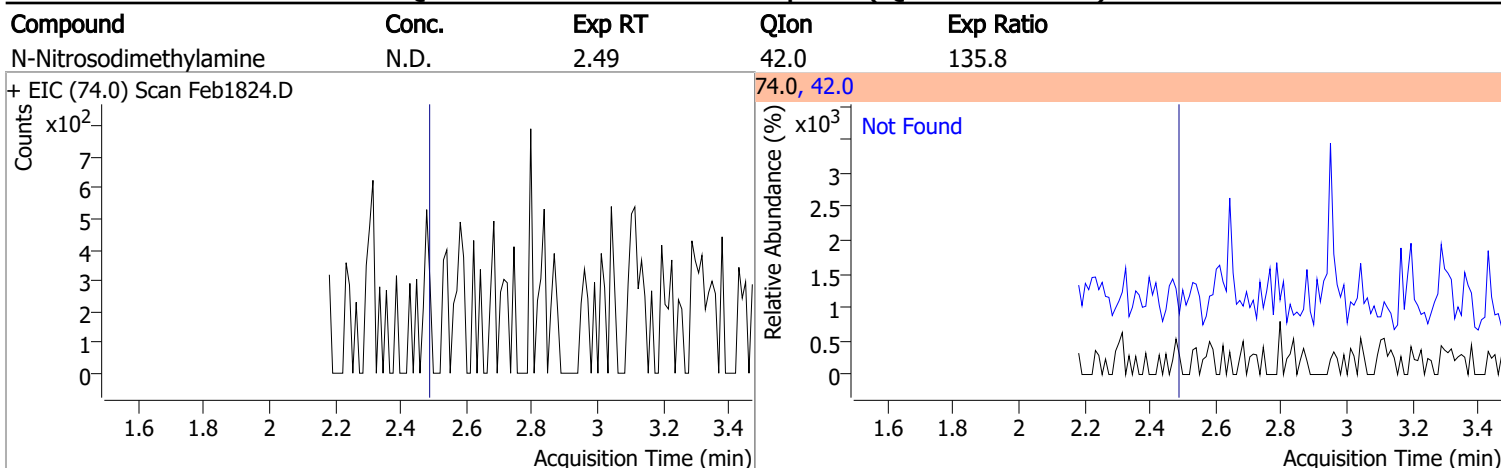 Compound Conc. Exp RT QIon Exp Ratio
N-Nitrosodimethylamine N.D. 2.49 42.0 135.8
+ EIC (74.0) Scan Feb1824.D
Counts
x10²
7
6
5
4
3
2
1
0
1.6 1.8 2 2.2 2.4 2.6 2.8 3 3.2 3.4
Acquisition Time (min)
74.0, 42.0
Relative Abundance (%)
x10³
Not Found
3
2.5
2
1.5
1
0.5
0
1.6 1.8 2 2.2 2.4 2.6 2.8 3 3.2 3.4
Acquisition Time (min)